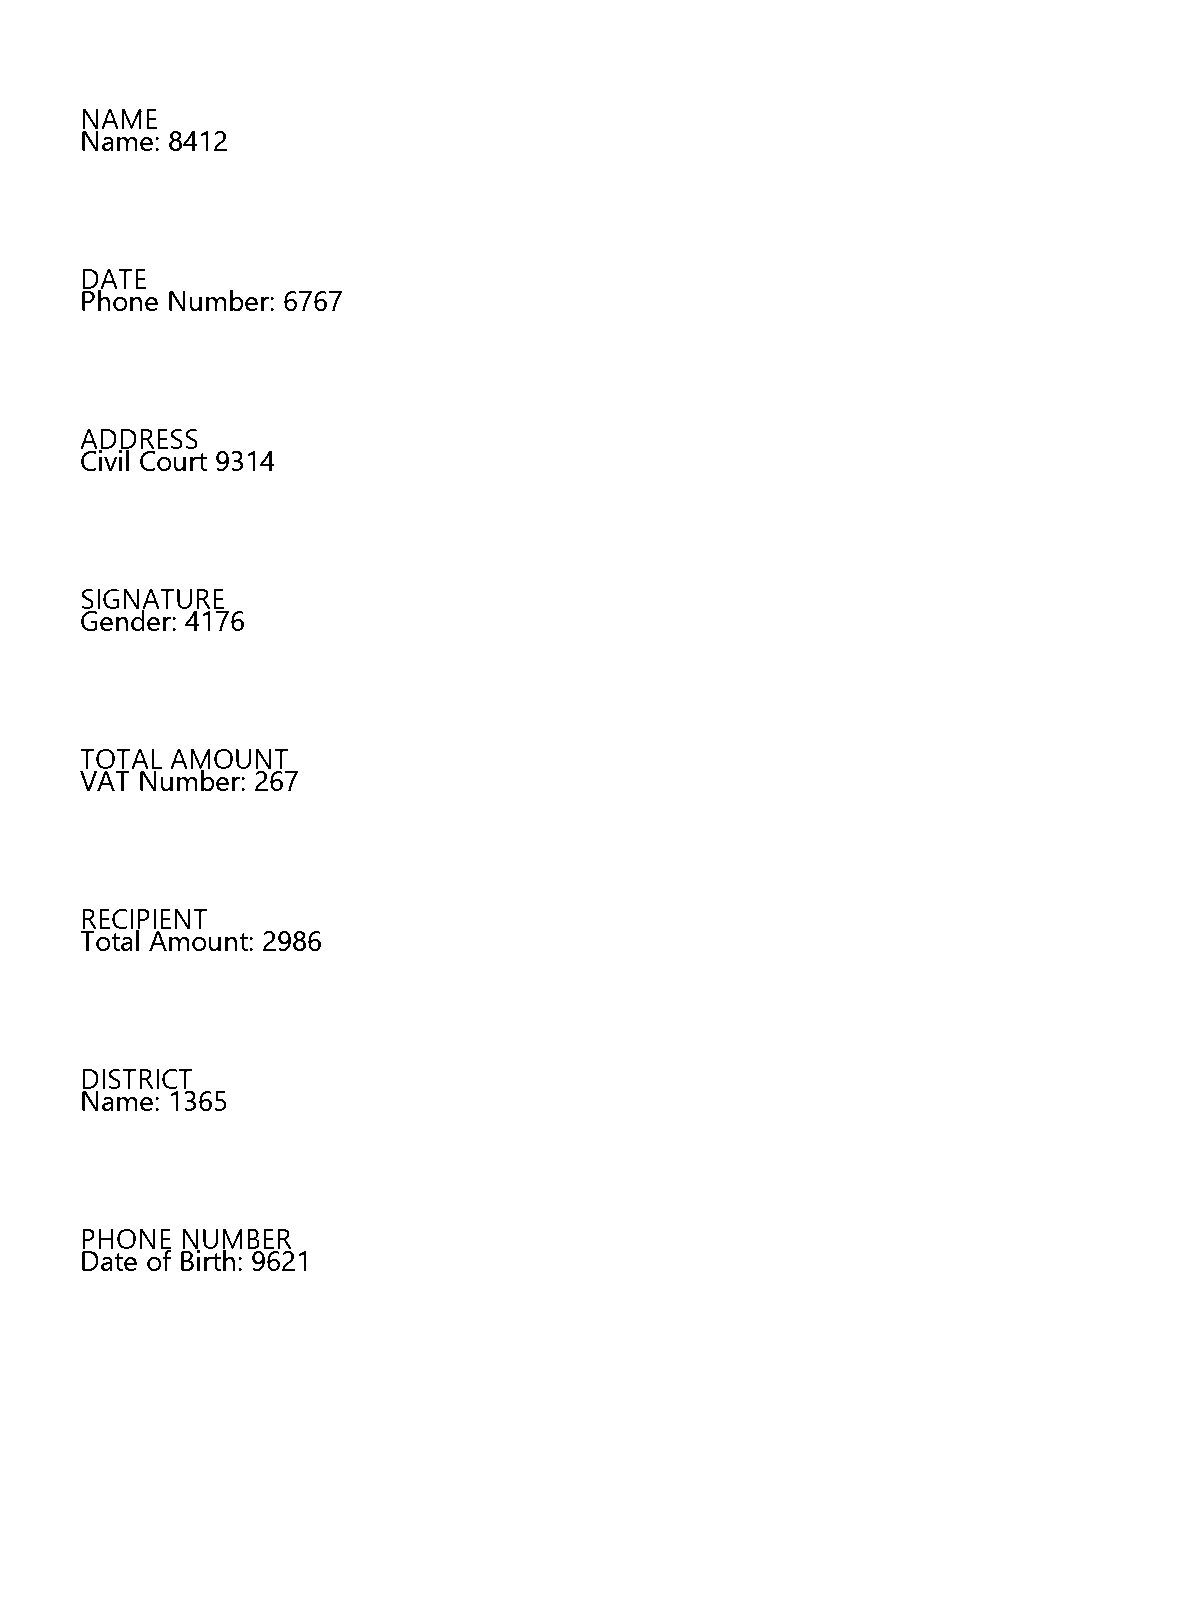 NAME
Name: 8412
DATE
Phone Number: 6767
ADDRESS
Civil Court 9314
SIGNATURE
Gender: 4176
TOTAL AMOUNT
VAT Number: 267
RECIPIENT
Total Amount: 2986
DISTRICT
Name: 1365
PHONE NUMBER
Date of Birth: 9621